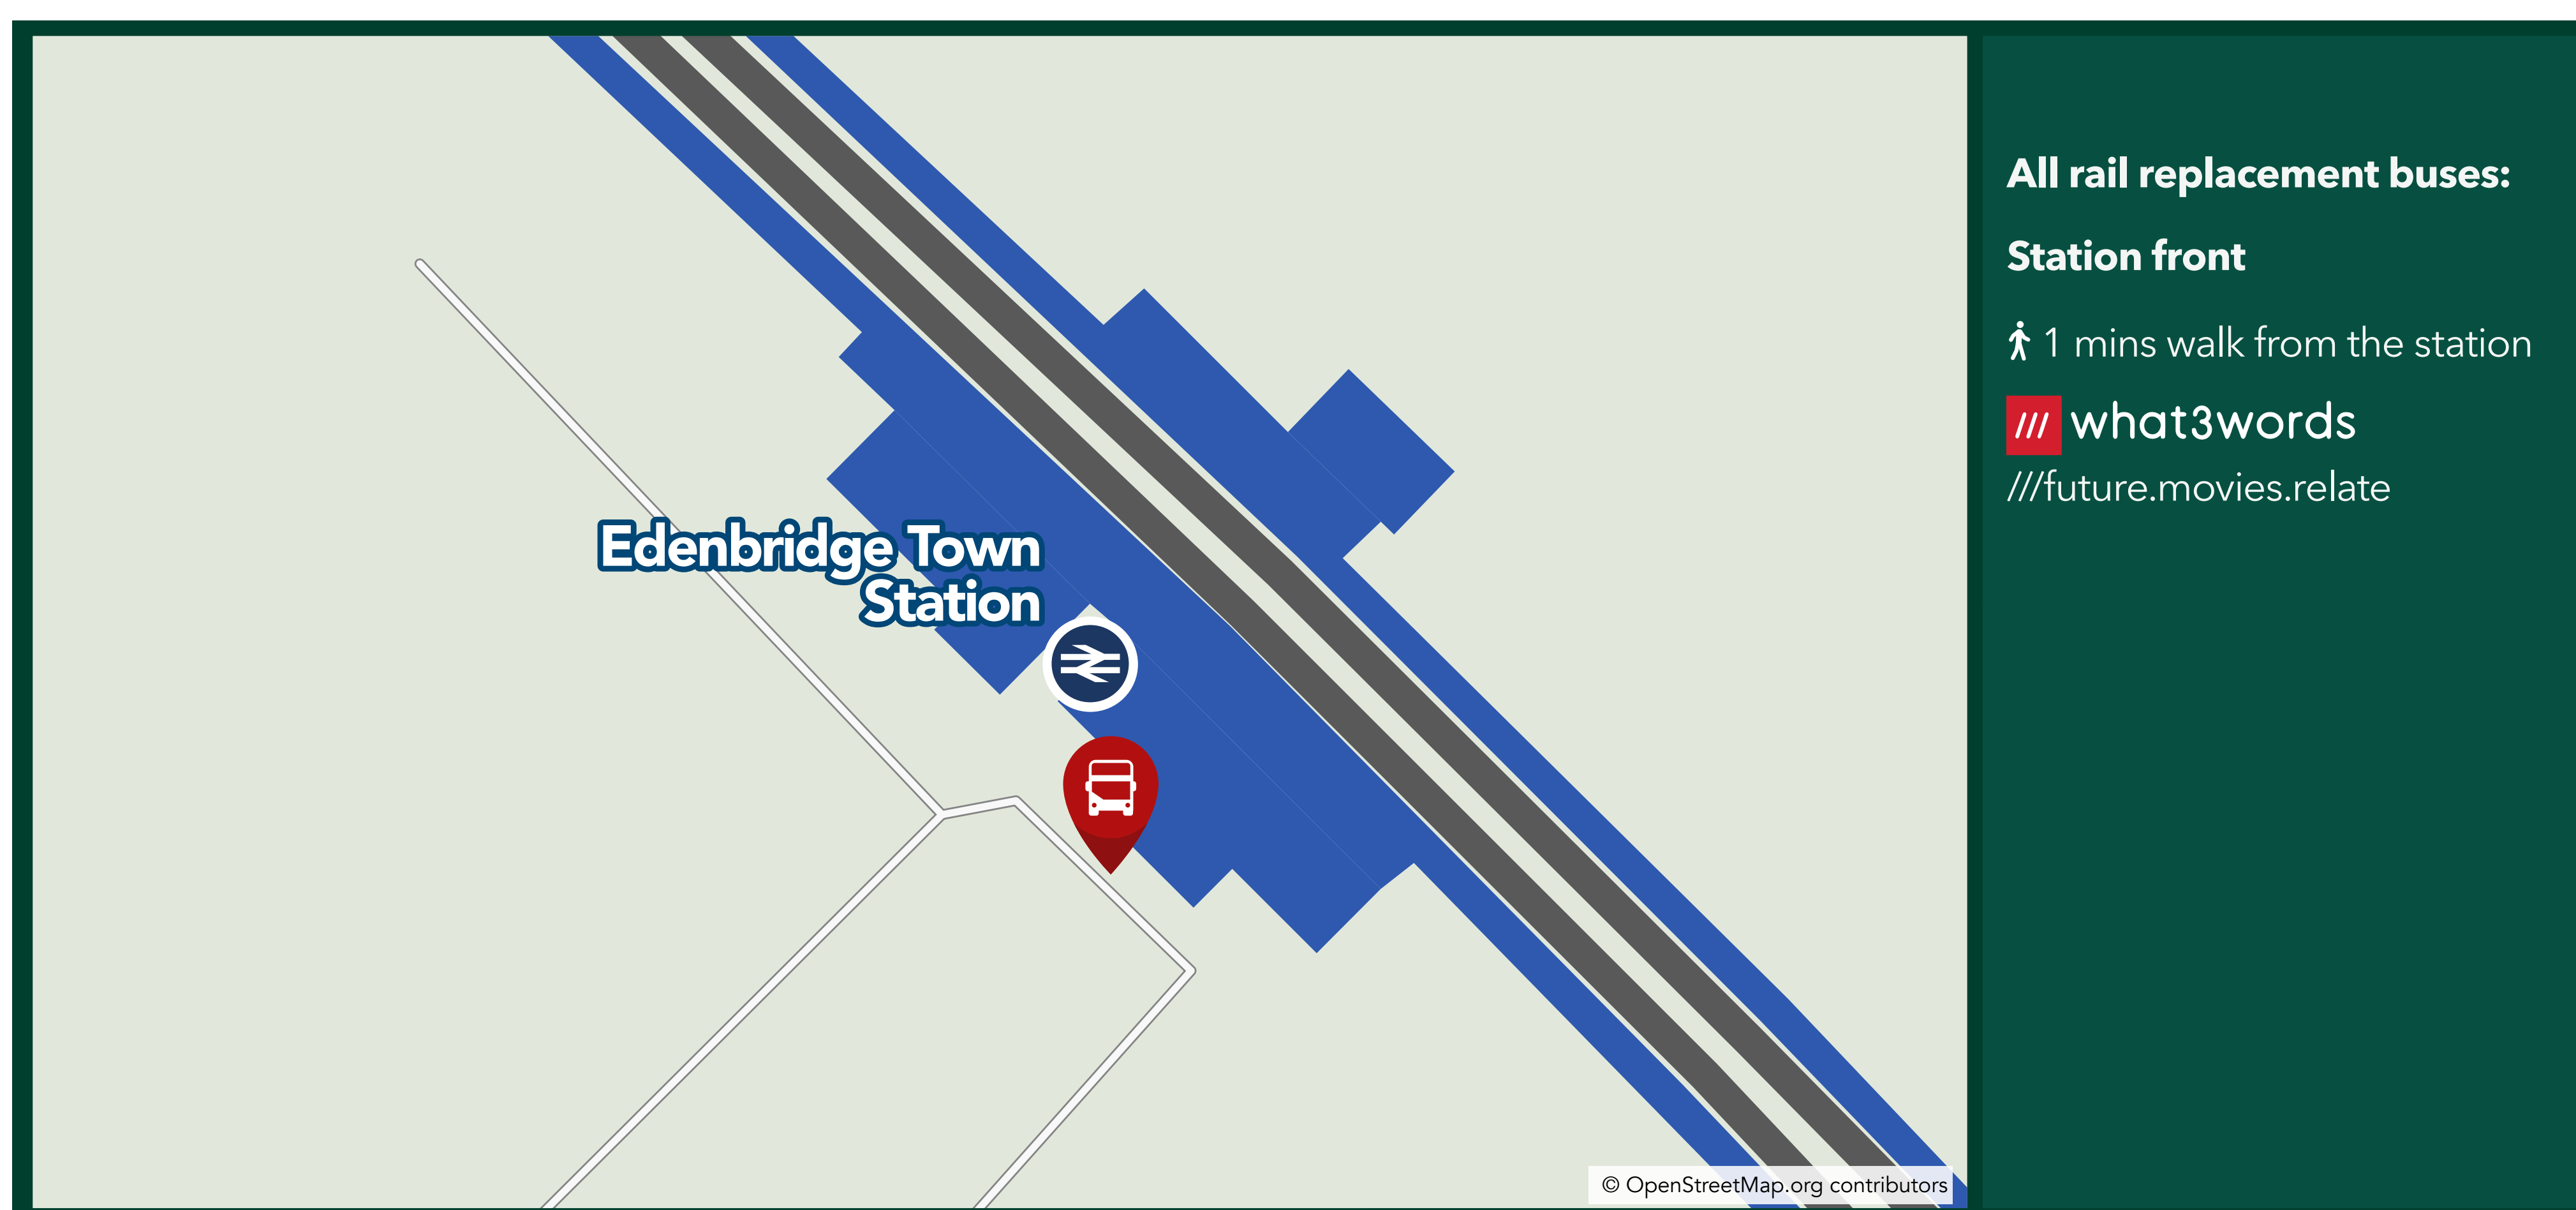 Edenbridge Town
Station
© OpenStreetMap.org contributors
All rail replacement buses:
Station front
1 mins walk from the station
what3words
///future.movies.relate